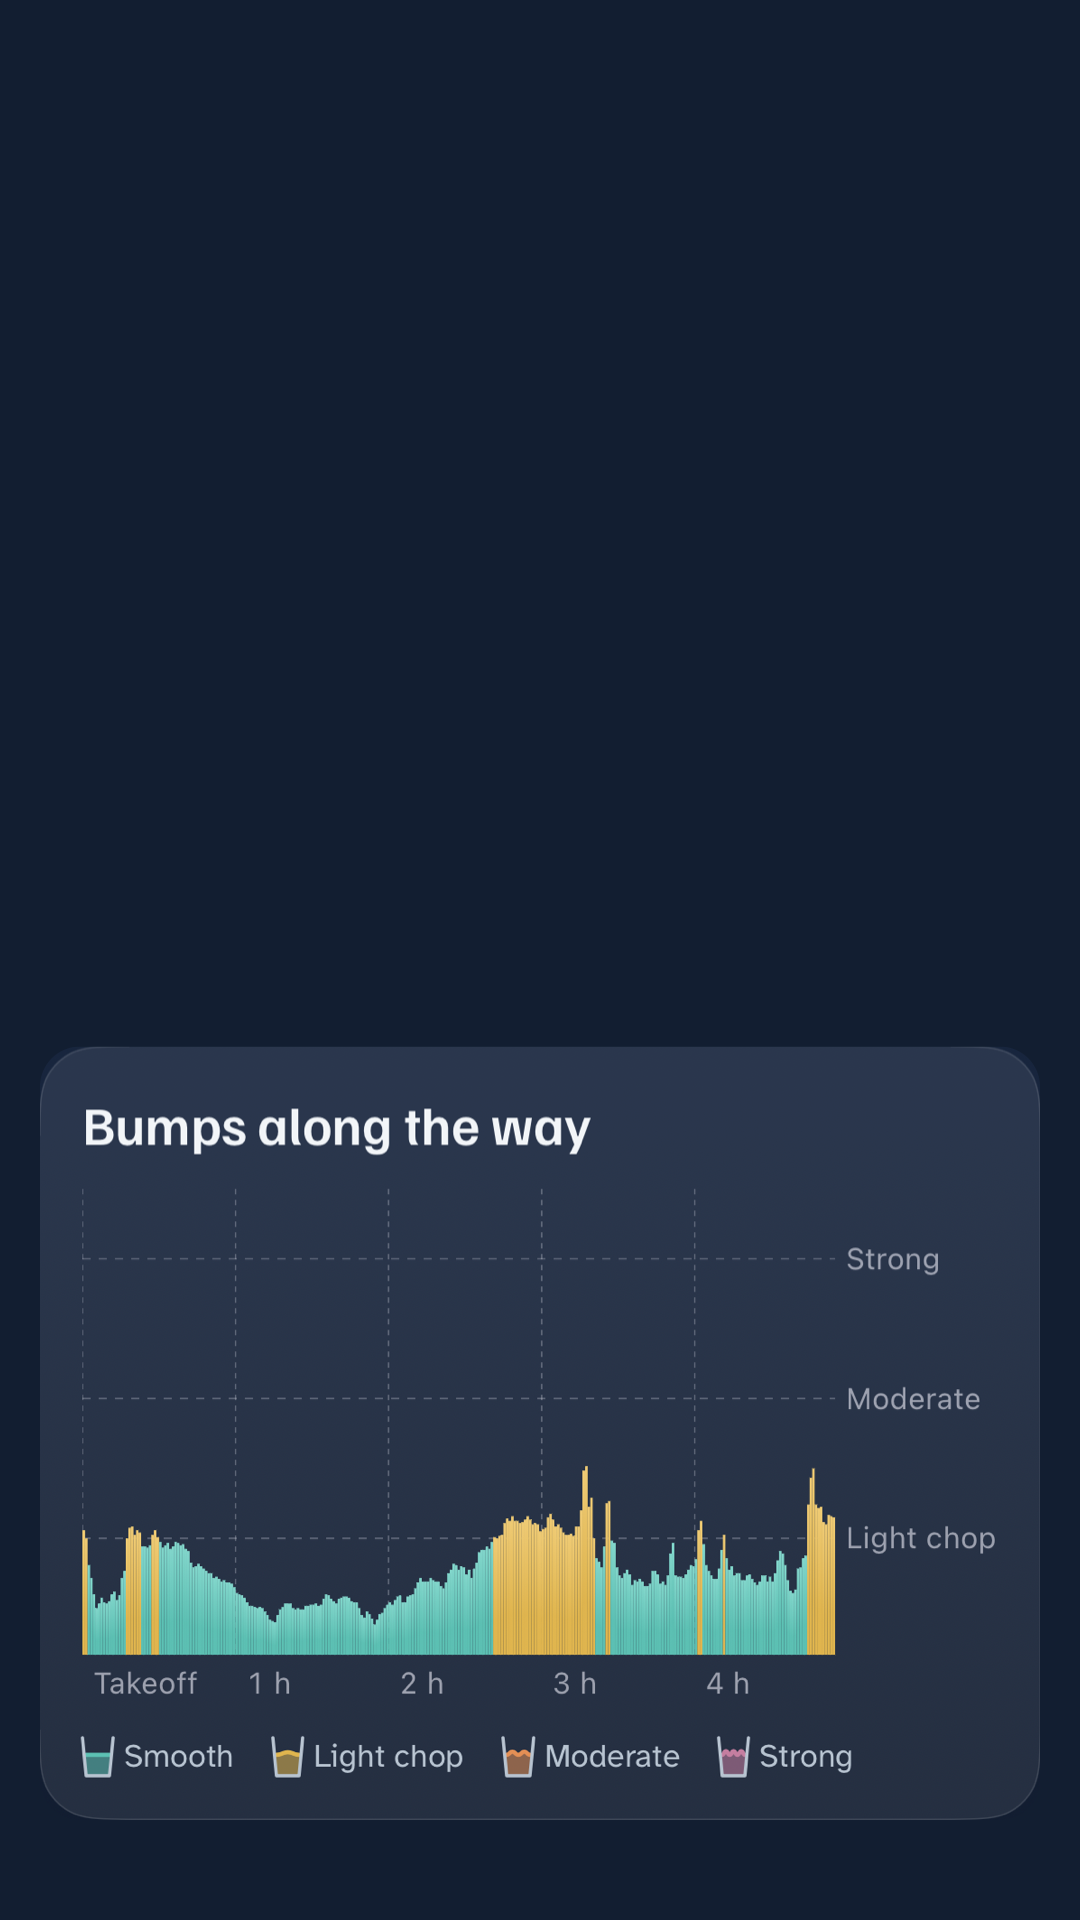 Bumps along the way
Strong
Moderate
Light chop
Takeoff 1 h 2 h 3 h 4 h
Smooth Light chop Moderate Strong